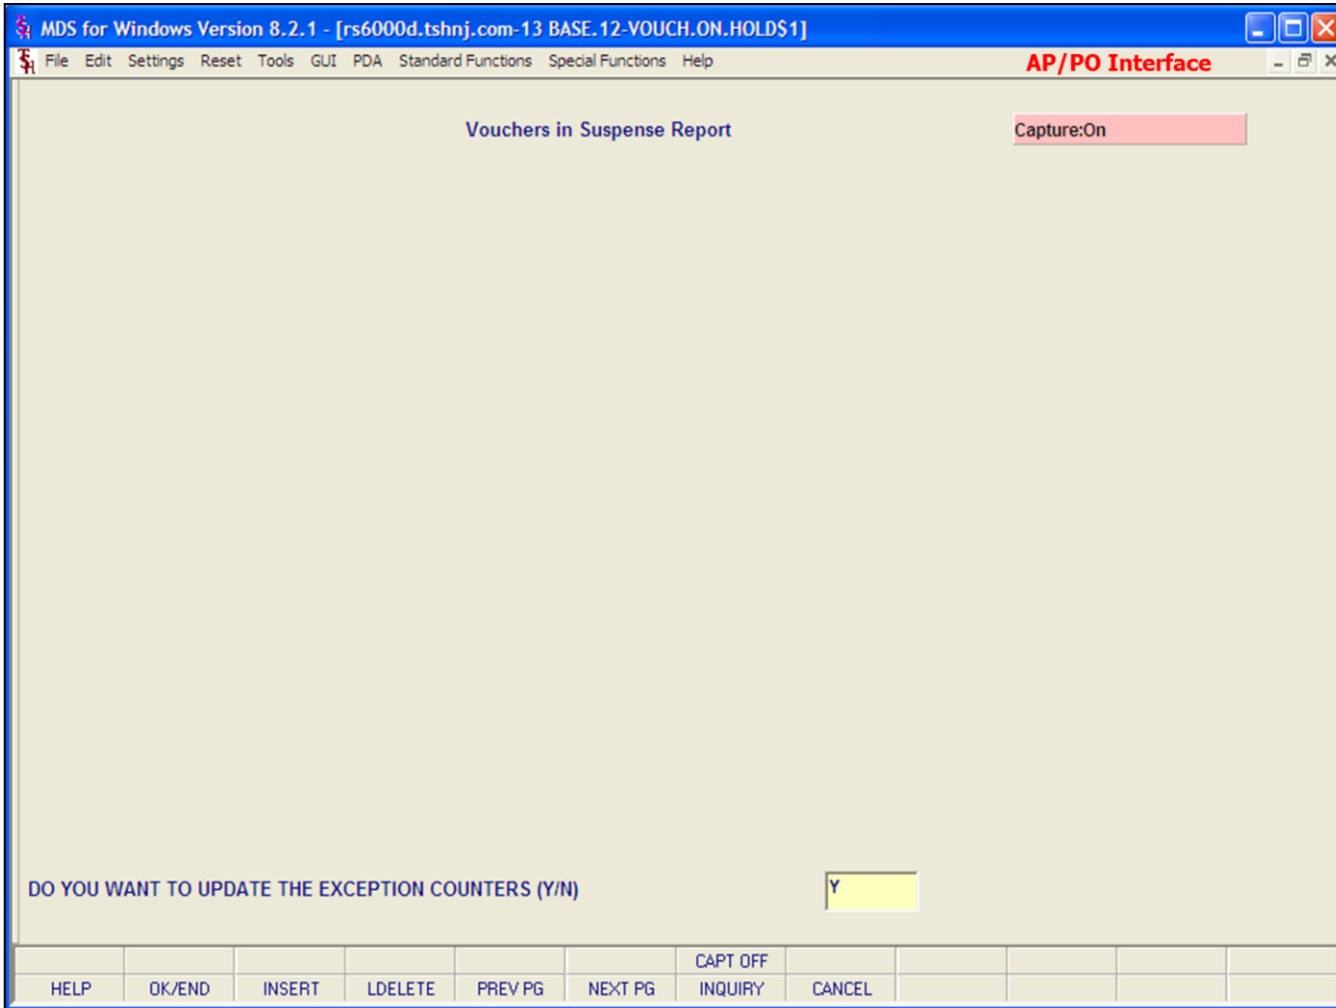 MDS for Windows Version 8.2.1 - [rs6000d.tshnj.com-13 BASE.12-VOUCH.ON.HOLD$1]
File Edit Settings Reset Tools GUI PDA Standard Functions Special Functions Help AP/PO Interface
Vouchers in Suspense Report Capture:On
DO YOU WANT TO UPDATE THE EXCEPTION COUNTERS (Y/N) Y
CAPT OFF
HELP OK/END INSERT LDELETE PREV PG NEXT PG INQUIRY CANCEL